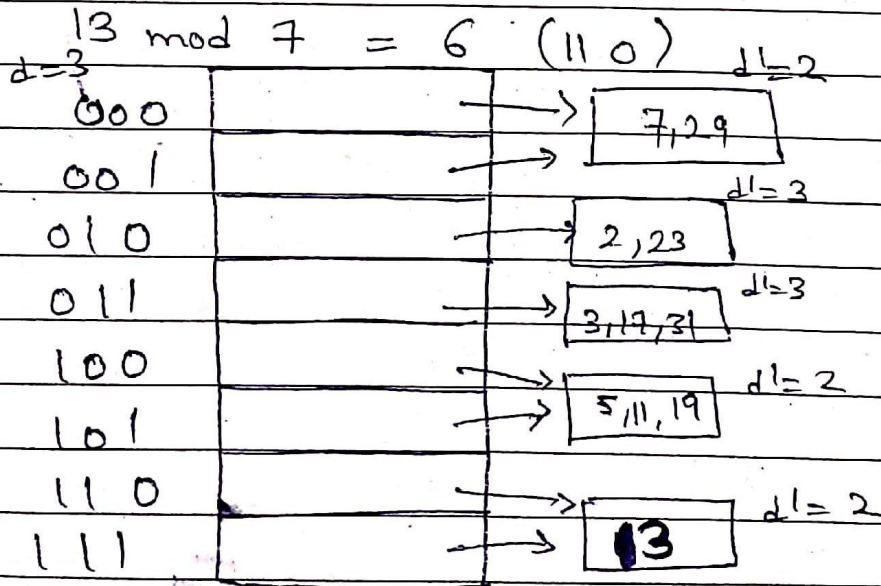 13 mod 7 = 6 (110)
d=3
d'=2
000
7,29
001
d'=3
010
2,23
011
d'=3
3,17,31
100
d'=2
5,11,19
101
110
d'=2
111
13